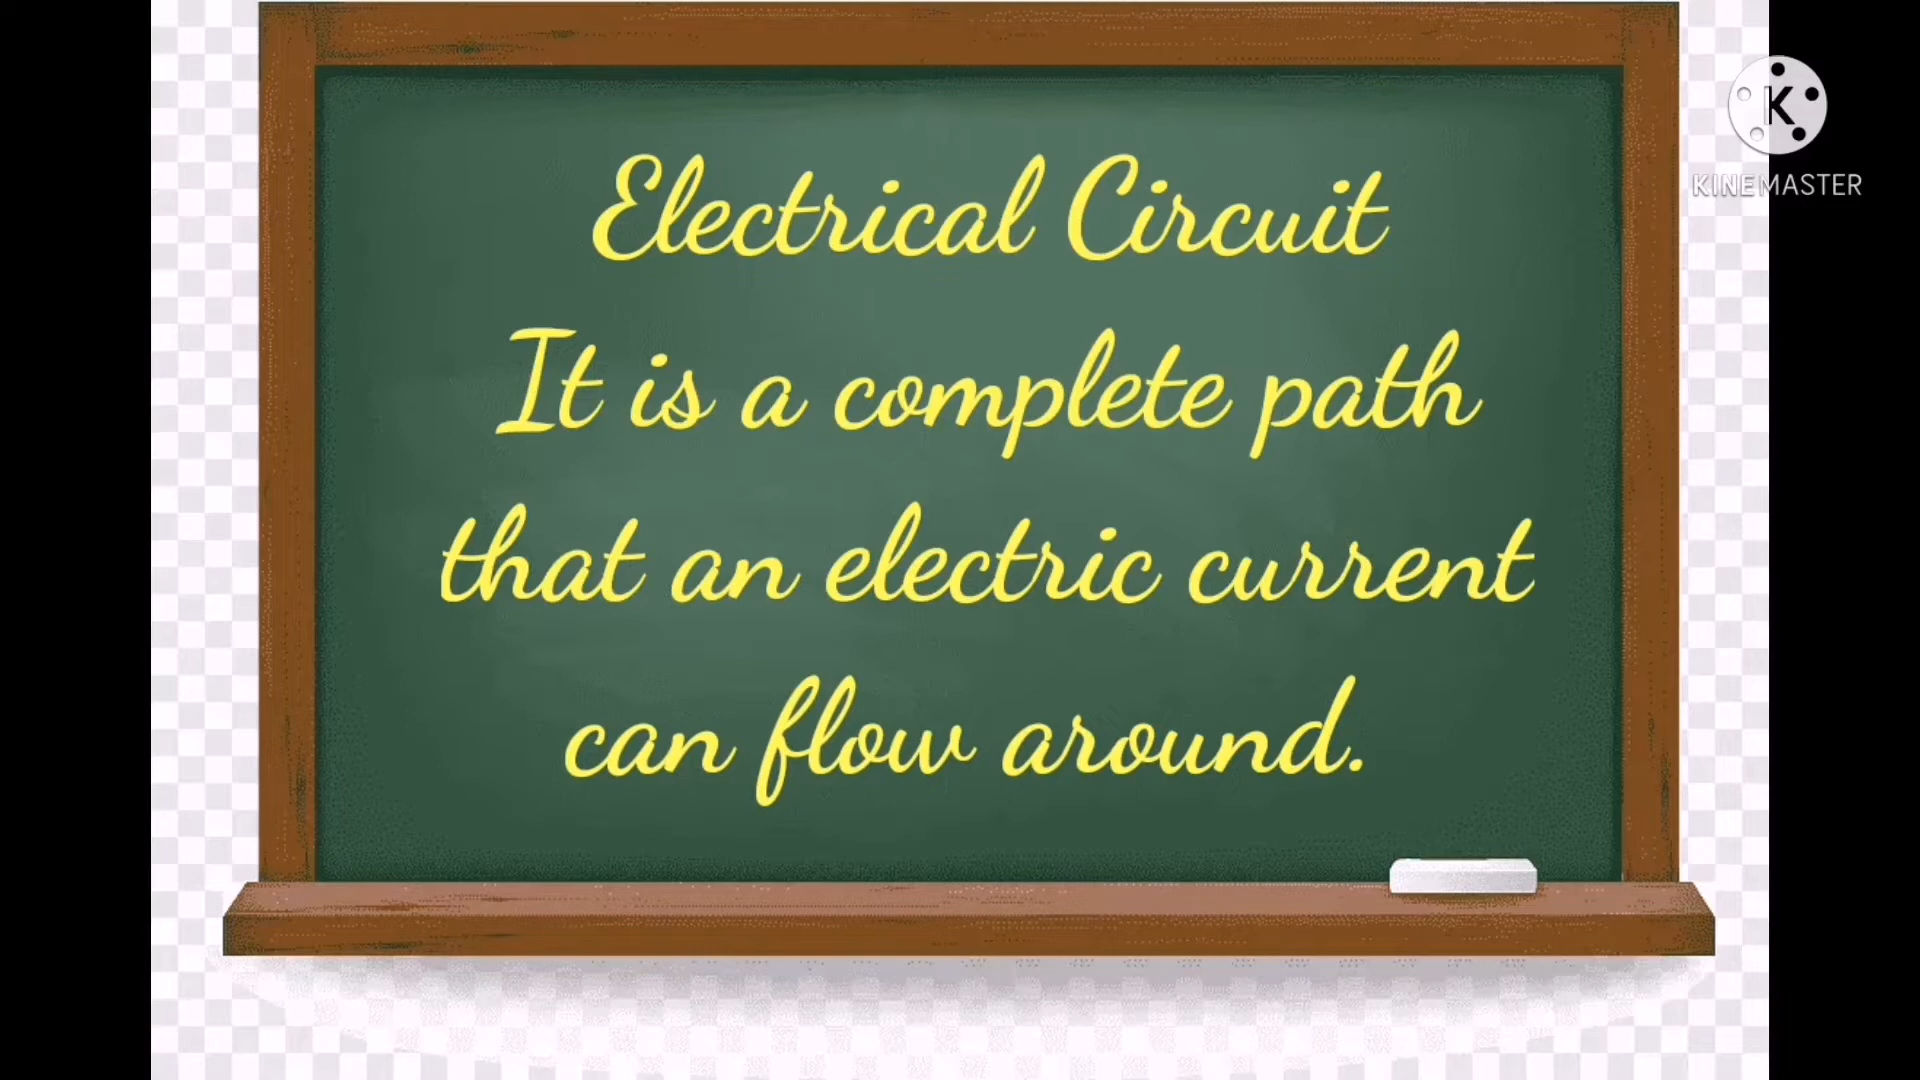 Electrical Circuit
It is a complete path
that an electric current
can flow around.
K
KINEMASTER